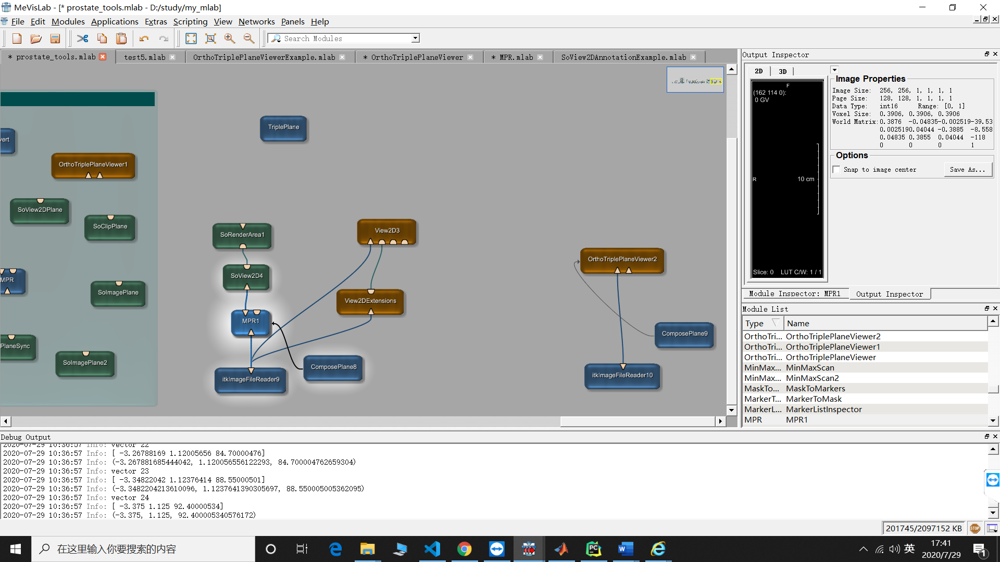 MeVisLab - [* prostate_tools.mlab - D:/study/my_mlab]
File Edit Modules Applications Extras Scripting View Networks Panels Help
Search Modules
* prostate_tools.mlab
test5.mlab
OrthoTriplePlaneViewerExample.mlab
* OrthoTriplePlaneViewer
* MPR.mlab
SoView2DAnnotationExample.mlab
TriplePlane
vert
OrthoTriplePlaneViewer1
SoView2DPlane
SoClipPlane
MPR
SoImagePlane
PlaneSync
SoImagePlane2
SoRenderArea1
View2D3
SoView2D4
View2DExtensions
MPR1
ComposePlane8
itkImageFileReader9
OrthoTriplePlaneViewer2
ComposePlane9
itkImageFileReader10
Output Inspector
2D 3D
F
(162 114 0):
0 GV
R
10 cm
Slice: 0 LUT C/W: 1 / 1
Image Properties
Image Size: 256, 256, 1, 1, 1, 1
Page Size: 128, 128, 1, 1, 1, 1
Data Type: int16 Range: [0, 1]
Voxel Size: 0.3906, 0.3906, 0.3906
World Matrix: 0.3876 -0.04835 -0.002519 -39.53
0.002519 0.04044 -0.3885 -8.558
0.04835 0.3855 0.04044 -118
0 0 0 1
Options
Snap to image center
Save As...
Module Inspector: MPR1 Output Inspector
Module List
Type Name
OrthoTri... OrthoTriplePlaneViewer2
OrthoTri... OrthoTriplePlaneViewer1
OrthoTri... OrthoTriplePlaneViewer
MinMax... MinMaxScan
MinMax... MinMaxScan2
MaskTo... MaskToMarkers
MarkerT... MarkerToMask
MarkerL... MarkerListInspector
MPR MPR1
Debug Output
2020-07-29 10:36:57 Info: vector 22
2020-07-29 10:36:57 Info: [ -3.26788169 1.12005656 84.70000476]
2020-07-29 10:36:57 Info: (-3.267881685444042, 1.120056556122293, 84.700004762659304)
2020-07-29 10:36:57 Info: vector 23
2020-07-29 10:36:57 Info: [ -3.34822042 1.12376414 88.55000501]
2020-07-29 10:36:57 Info: (-3.3482204213610096, 1.1237641390305697, 88.550005005362095)
2020-07-29 10:36:57 Info: vector 24
2020-07-29 10:36:57 Info: [ -3.375 1.125 92.40000534]
2020-07-29 10:36:57 Info: (-3.375, 1.125, 92.400005340576172)
201745/2097152 KB
STOP
在这里输入你要搜索的内容
英
17:41
2020/7/29
1